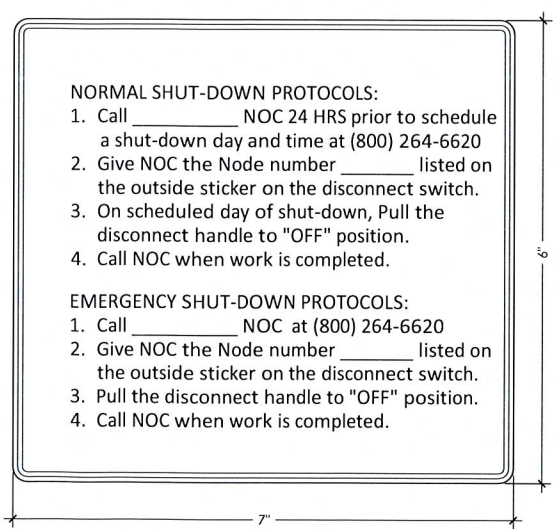 NORMAL SHUT-DOWN PROTOCOLS:
1. Call __________ NOC 24 HRS prior to schedule
a shut-down day and time at (800) 264-6620
2. Give NOC the Node number _______ listed on
the outside sticker on the disconnect switch.
3. On scheduled day of shut-down, Pull the
disconnect handle to "OFF" position.
4. Call NOC when work is completed.
EMERGENCY SHUT-DOWN PROTOCOLS:
1. Call __________ NOC at (800) 264-6620
2. Give NOC the Node number _______ listed on
the outside sticker on the disconnect switch.
3. Pull the disconnect handle to "OFF" position.
4. Call NOC when work is completed.
6"
7"